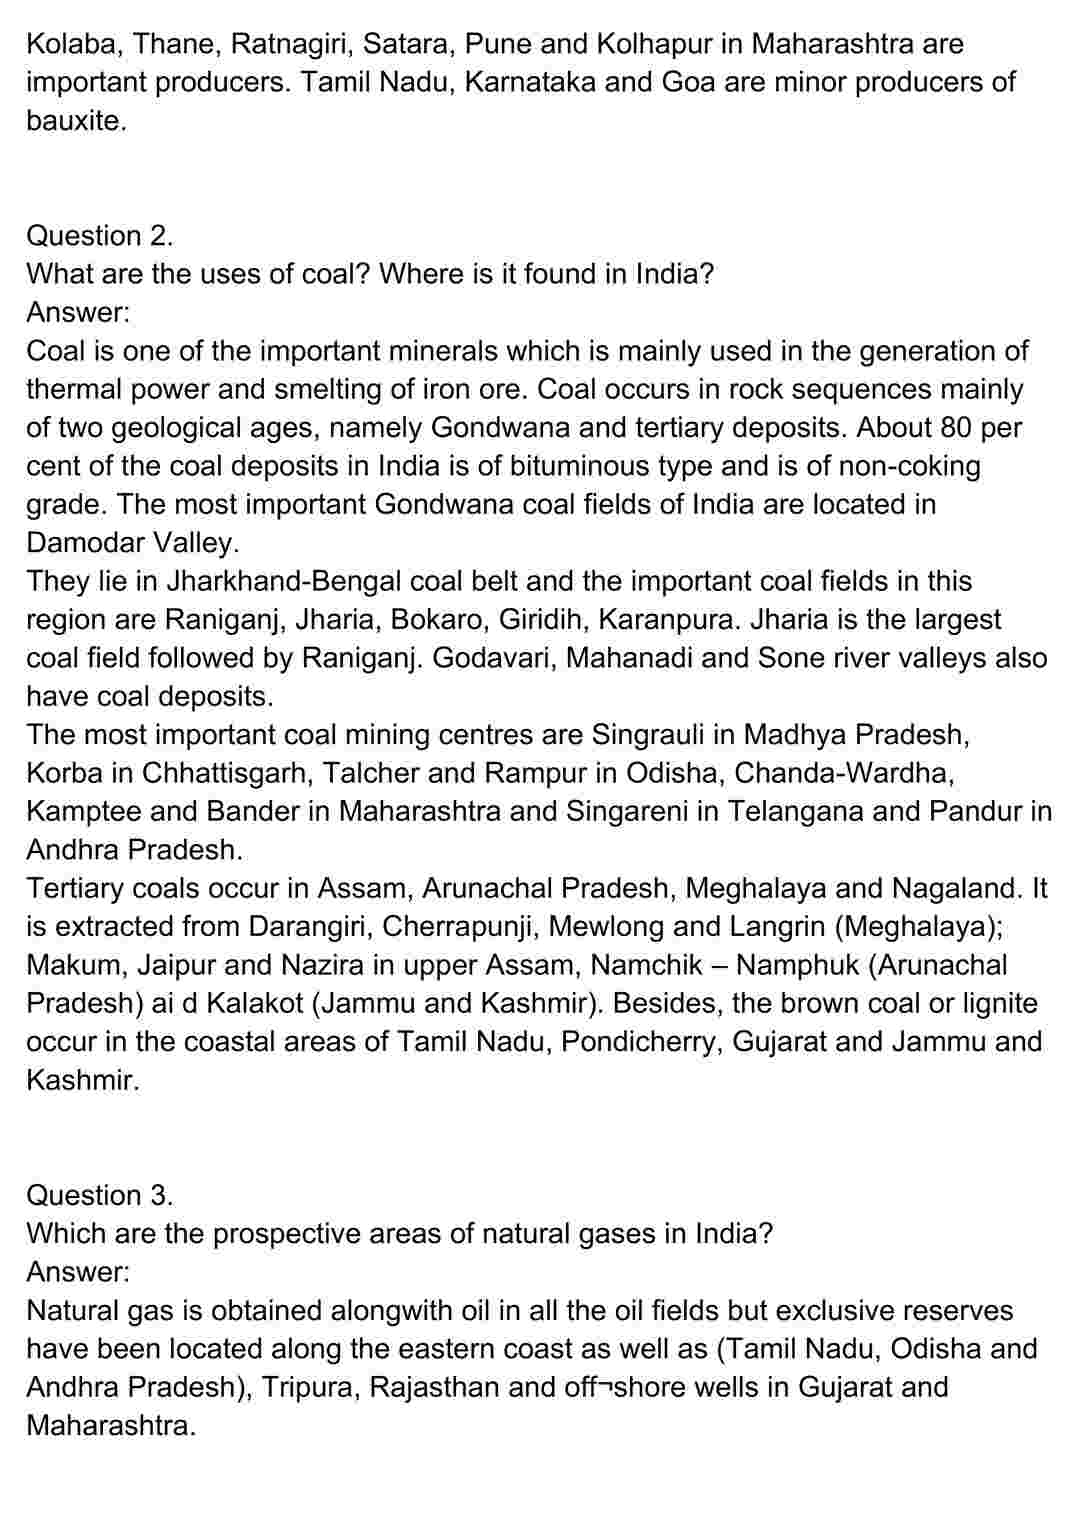 Kolaba, Thane, Ratnagiri, Satara, Pune and Kolhapur in Maharashtra are
important producers. Tamil Nadu, Karnataka and Goa are minor producers of
bauxite.
Question 2.
What are the uses of coal? Where is it found in India?
Answer:
Coal is one of the important minerals which is mainly used in the generation of
thermal power and smelting of iron ore. Coal occurs in rock sequences mainly
of two geological ages, namely Gondwana and tertiary deposits. About 80 per
cent of the coal deposits in India is of bituminous type and is of non-coking
grade. The most important Gondwana coal fields of India are located in
Damodar Valley.
They lie in Jharkhand-Bengal coal belt and the important coal fields in this
region are Raniganj, Jharia, Bokaro, Giridih, Karanpura. Jharia is the largest
coal field followed by Raniganj. Godavari, Mahanadi and Sone river valleys also
have coal deposits.
The most important coal mining centres are Singrauli in Madhya Pradesh,
Korba in Chhattisgarh, Talcher and Rampur in Odisha, Chanda-Wardha,
Kamptee and Bander in Maharashtra and Singareni in Telangana and Pandur in
Andhra Pradesh.
Tertiary coals occur in Assam, Arunachal Pradesh, Meghalaya and Nagaland. It
is extracted from Darangiri, Cherrapunji, Mewlong and Langrin (Meghalaya);
Makum, Jaipur and Nazira in upper Assam, Namchik – Namphuk (Arunachal
Pradesh) ai d Kalakot (Jammu and Kashmir). Besides, the brown coal or lignite
occur in the coastal areas of Tamil Nadu, Pondicherry, Gujarat and Jammu and
Kashmir.
Question 3.
Which are the prospective areas of natural gases in India?
Answer:
Natural gas is obtained alongwith oil in all the oil fields but exclusive reserves
have been located along the eastern coast as well as (Tamil Nadu, Odisha and
Andhra Pradesh), Tripura, Rajasthan and off¬shore wells in Gujarat and
Maharashtra.